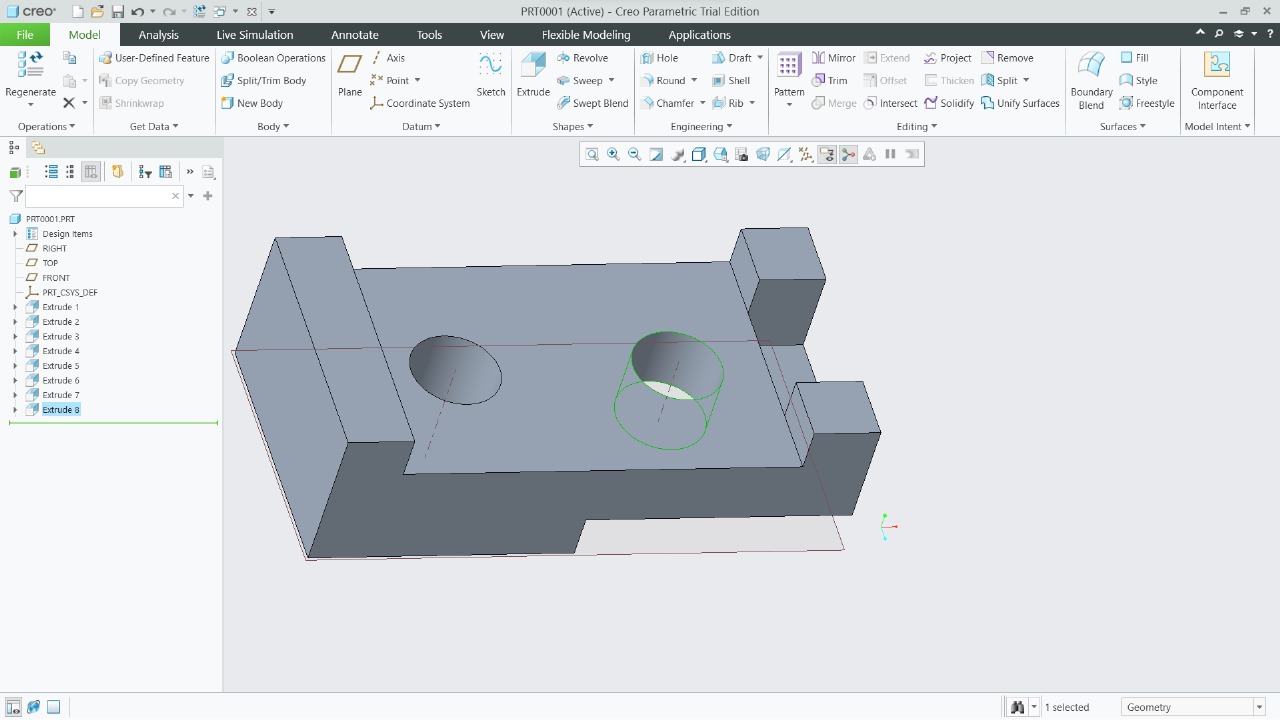 creo
PRT0001 (Active) - Creo Parametric Trial Edition
File Model Analysis Live Simulation Annotate Tools View Flexible Modeling Applications
Regenerate
Operations
User-Defined Feature
Copy Geometry
Shrinkwrap
Get Data
Boolean Operations
Split/Trim Body
New Body
Body
Plane
Axis
Point
Coordinate System
Sketch
Datum
Extrude
Revolve
Sweep
Swept Blend
Shapes
Hole
Round
Chamfer
Draft
Shell
Rib
Engineering
Pattern
Mirror
Trim
Merge
Extend
Offset
Intersect
Project
Thicken
Solidify
Remove
Split
Unify Surfaces
Editing
Boundary
Blend
Fill
Style
Freestyle
Surfaces
Component
Interface
Model Intent
PRT0001.PRT
Design Items
RIGHT
TOP
FRONT
PRT_CSYS_DEF
Extrude 1
Extrude 2
Extrude 3
Extrude 4
Extrude 5
Extrude 6
Extrude 7
Extrude 8
1 selected
Geometry